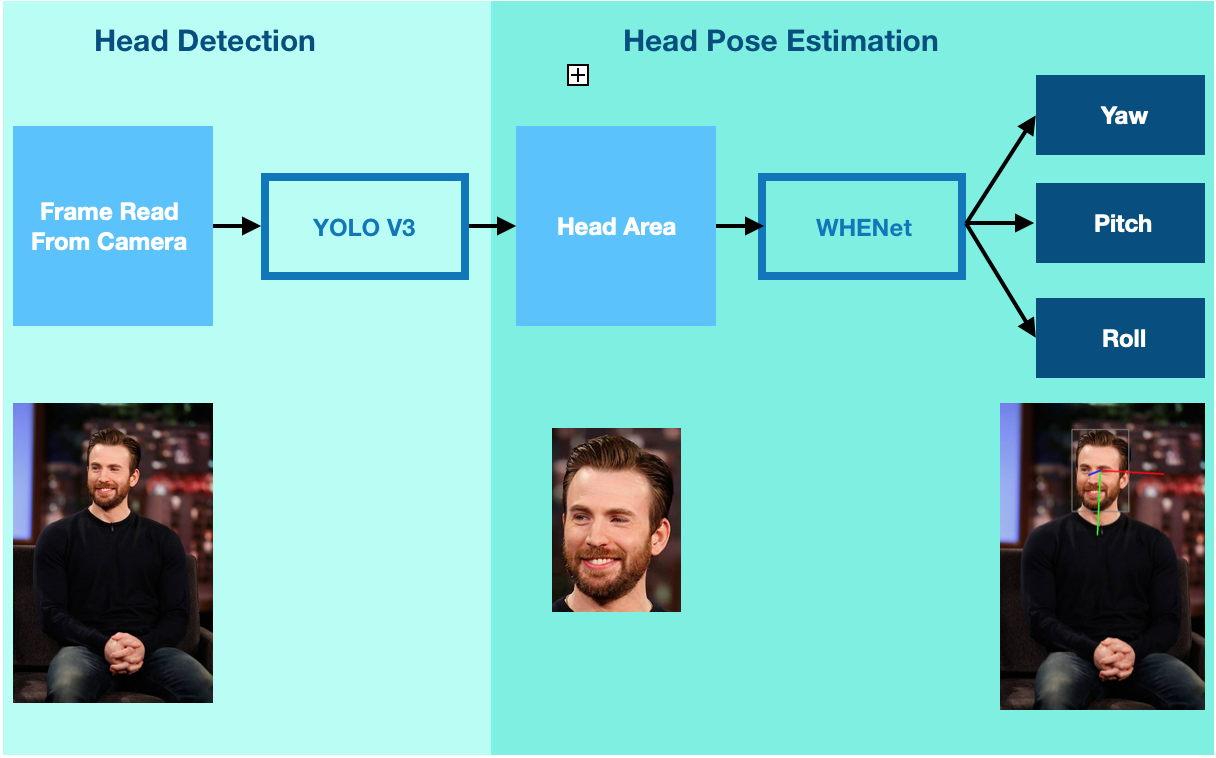 Head Detection
Head Pose Estimation
Frame Read
From Camera
YOLO V3
Head Area
WHENet
Yaw
Pitch
Roll